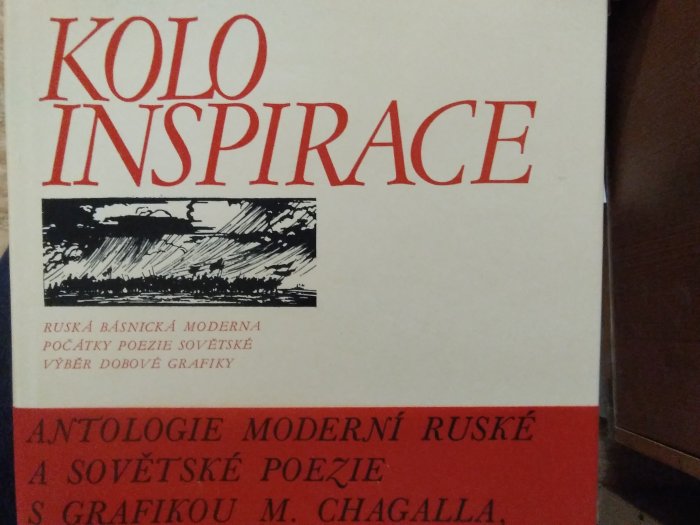 KOLO
INSPIRACE
RUSKÁ BÁSNICKÁ MODERNA
POČÁTKY POEZIE SOVĚTSKÉ
VÝBĚR DOBOVÉ GRAFIKY
ANTOLOGIE MODERNÍ RUSKÉ
A SOVĚTSKÉ POEZIE
S GRAFIKOU M. CHAGALLA,